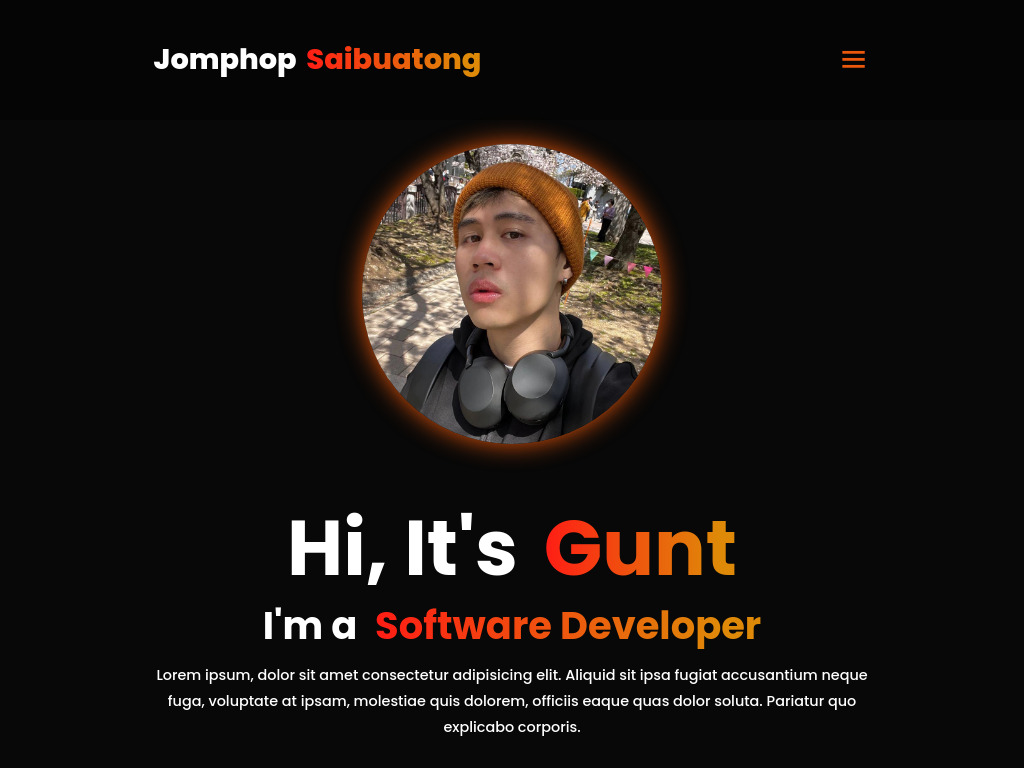 Jomphop Saibuatong
Hi, It's Gunt
I'm a Software Developer
Lorem ipsum, dolor sit amet consectetur adipisicing elit. Aliquid sit ipsa fugiat accusantium neque
fuga, voluptate at ipsam, molestiae quis dolorem, officiis eaque quas dolor soluta. Pariatur quo
explicabo corporis.